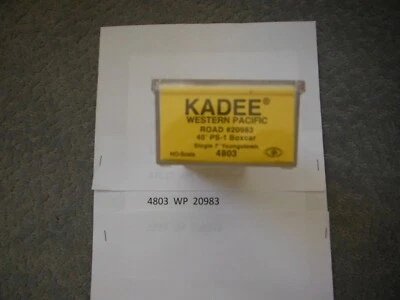 KADEE®
WESTERN PACIFIC
ROAD #20983
40' PS-1 Boxcar
Single 7' Youngstown
HO-Scale 4803
4803 WP 20983